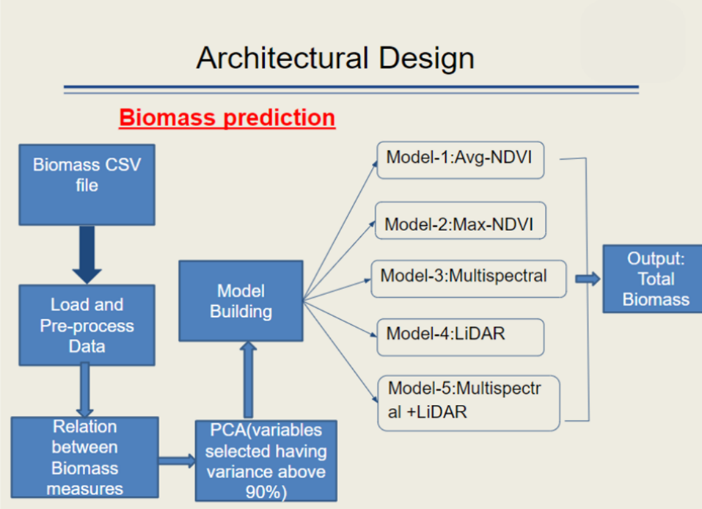 Architectural Design
Biomass prediction
Biomass CSV
file
Load and
Pre-process
Data
Relation
between
Biomass
measures
PCA(variables
selected having
variance above
90%)
Model
Building
Model-1:Avg-NDVI
Model-2:Max-NDVI
Model-3:Multispectral
Model-4:LiDAR
Model-5:Multispectr
al +LiDAR
Output:
Total
Biomass